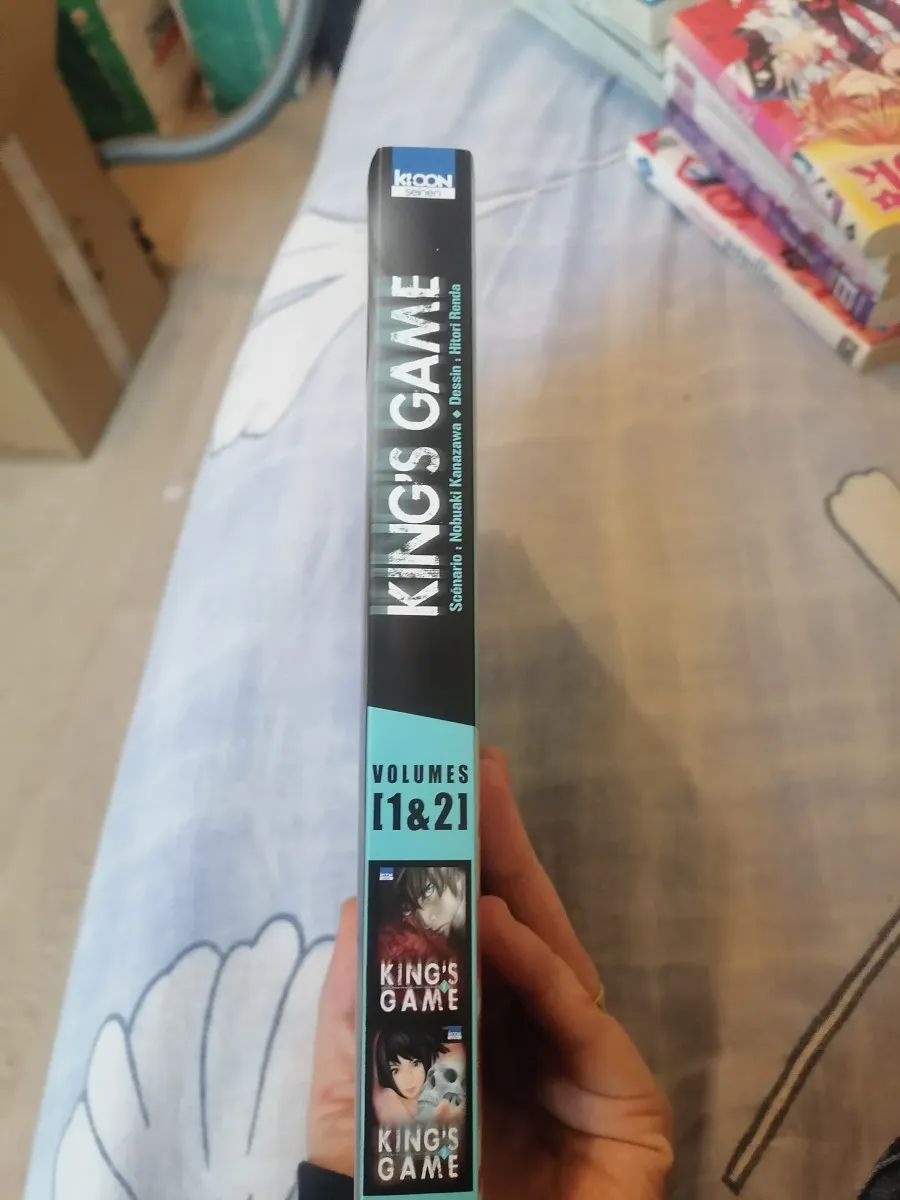 KI-OON
seinen
KING'S GAME
Scénario : Nobuaki Kanazawa ◆ Dessin : Hitori Renda
VOLUMES
[1&2]
KING'S
GAME
KING'S
GAME